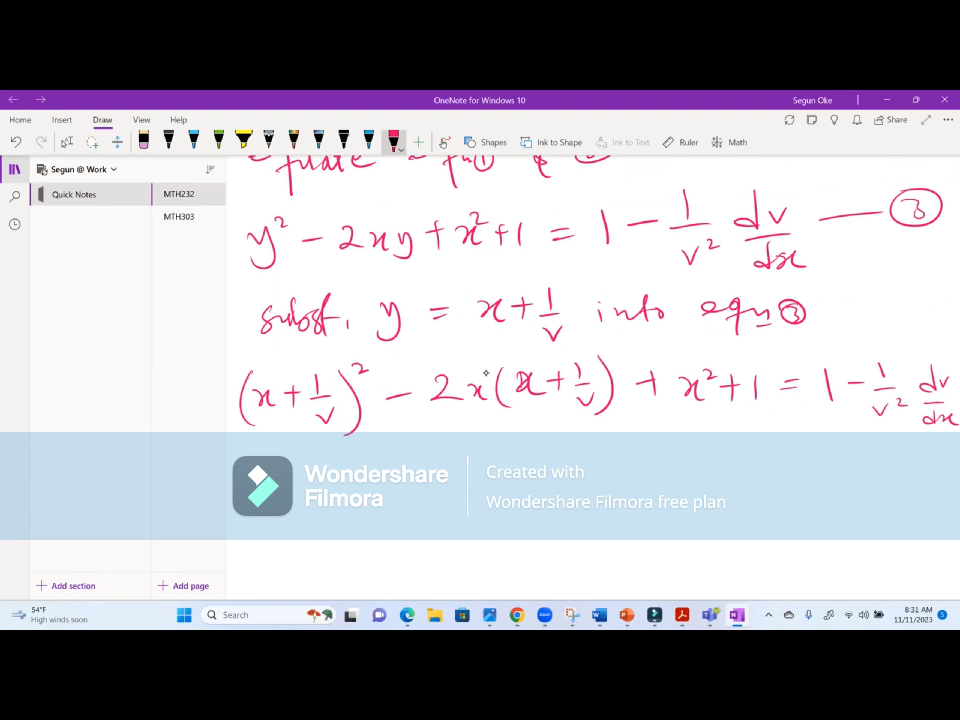 OneNote for Windows 10
Segun Oke
Home Insert Draw View Help
Share
Shapes Ink to Shape Ink to Text Ruler Math
Segun @ Work
Quick Notes
MTH232
MTH303
y² - 2xy + x² + 1 = 1 - 1/v² dv/dx —— ③
subst. y = x + 1/v into eqn ③
(x + 1/v)² - 2x(x + 1/v) + x² + 1 = 1 - 1/v² dv/dx
Wondershare
Filmora
Created with
Wondershare Filmora free plan
+ Add section
+ Add page
54°F
High winds soon
Search
8:31 AM
11/11/2023
5